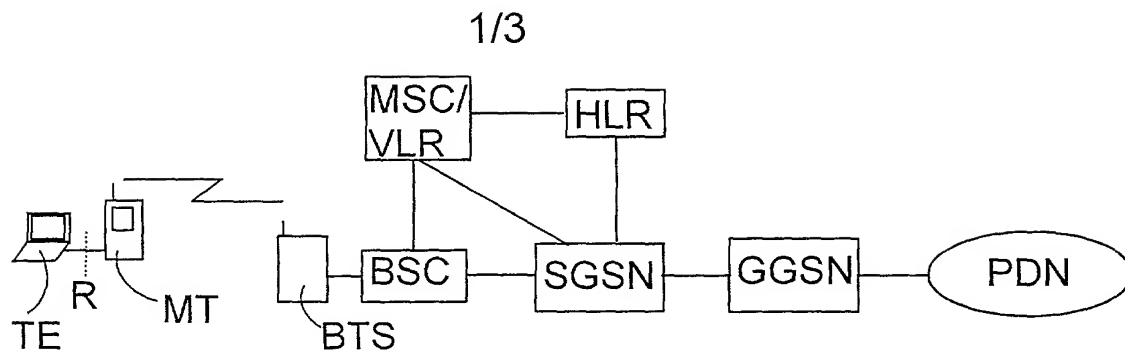 1/3
MSC/
VLR
HLR
BSC
SGSN
GGSN
PDN
R
MT
TE
BTS